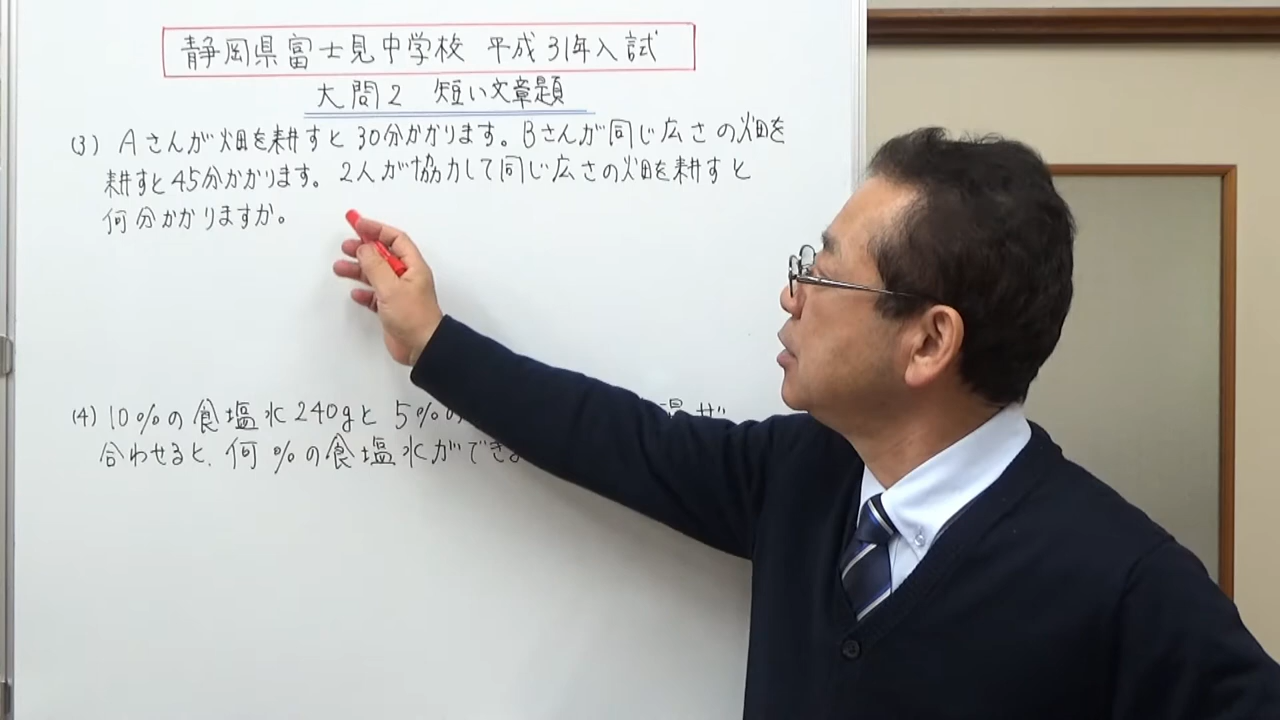 静岡県富士見中学校 平成31年入試
大問2 短い文章題
(3) Aさんが畑を耕すと30分かかります。Bさんが同じ広さの畑を
耕すと45分かかります。2人が協力して同じ広さの畑を耕すと
何分かかりますか。
(4) 10%の食塩水240gと5%の 混ぜ
合わせると、何%の食塩水ができま